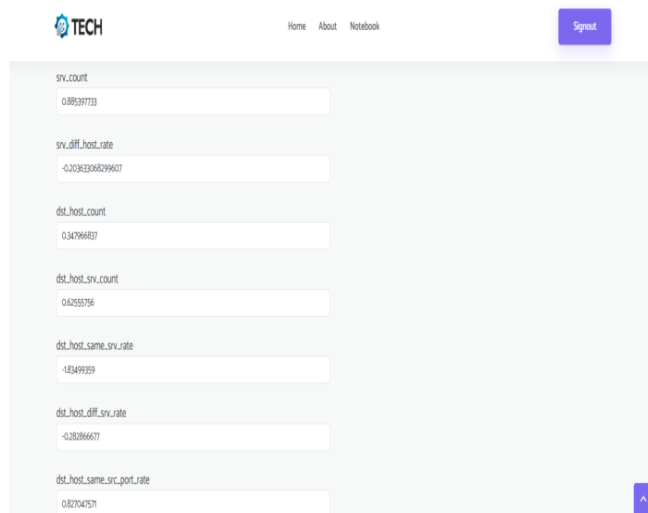 TECH
Home About Notebook
Signout
srv_count
0.885397733
srv_diff_host_rate
-0.203633068299607
dst_host_count
0.347966837
dst_host_srv_count
0.62555756
dst_host_same_srv_rate
-1.83499359
dst_host_diff_srv_rate
-0.282866677
dst_host_same_src_port_rate
0.827047571